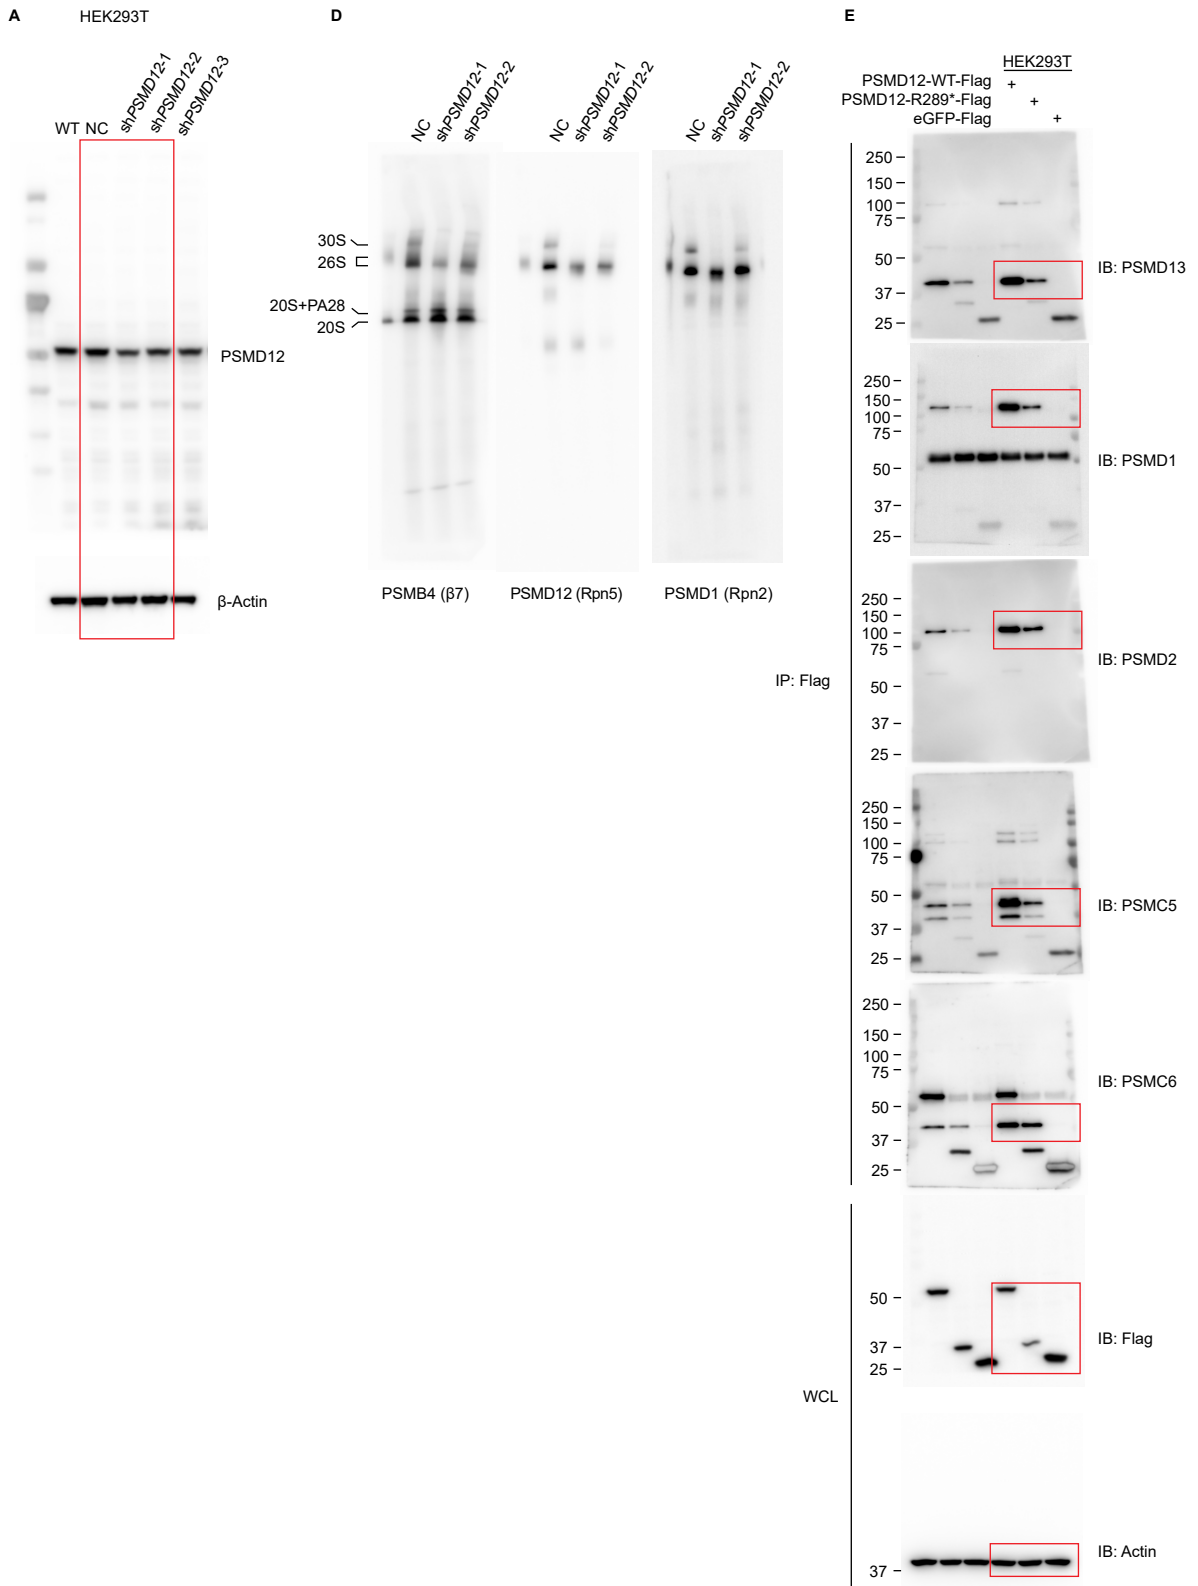 A
HEK293T
WT
NC
shPSMD12-1
shPSMD12-2
shPSMD12-3
PSMD12
β-Actin
D
NC
shPSMD12-1
shPSMD12-2
NC
shPSMD12-1
shPSMD12-2
NC
shPSMD12-1
shPSMD12-2
30S
26S
20S+PA28
20S
PSMB4 (β7)
PSMD12 (Rpn5)
PSMD1 (Rpn2)
E
HEK293T
PSMD12-WT-Flag +
PSMD12-R289*-Flag +
eGFP-Flag +
IP: Flag
250
150
100
75
50
37
25
IB: PSMD13
250
150
100
75
50
37
25
IB: PSMD1
250
150
100
75
50
37
25
IB: PSMD2
250
150
100
75
50
37
25
IB: PSMC5
250
150
100
75
50
37
25
IB: PSMC6
WCL
50
37
25
IB: Flag
37
IB: Actin